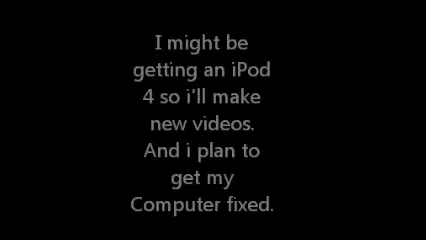 I might be
getting an iPod
4 so i'll make
new videos.
And i plan to
get my
Computer fixed.